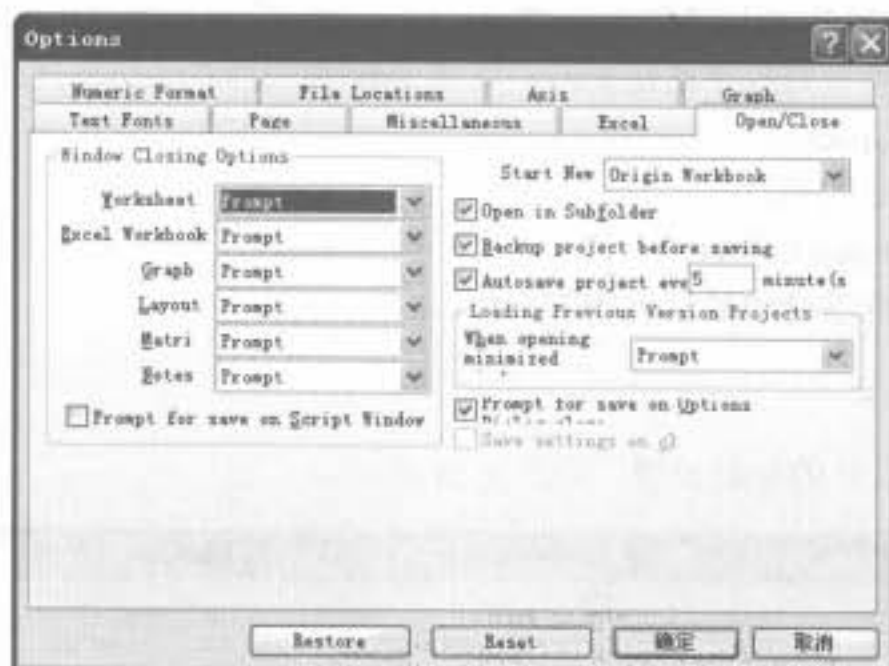 Options
Numeric Format File Locations Axis Graph
Text Fonts Page Miscellaneous Excel Open/Close
Window Closing Options
Worksheet Prompt
Excel Workbook Prompt
Graph Prompt
Layout Prompt
Matri Prompt
Notes Prompt
Prompt for save on Script Window
Start New Origin Workbook
Open in Subfolder
Backup project before saving
Autosave project eve 5 minute(s
Loading Previous Version Projects
When opening
minimized
Prompt
Prompt for save on Options
Save settings on
Restore Reset 确定 取消